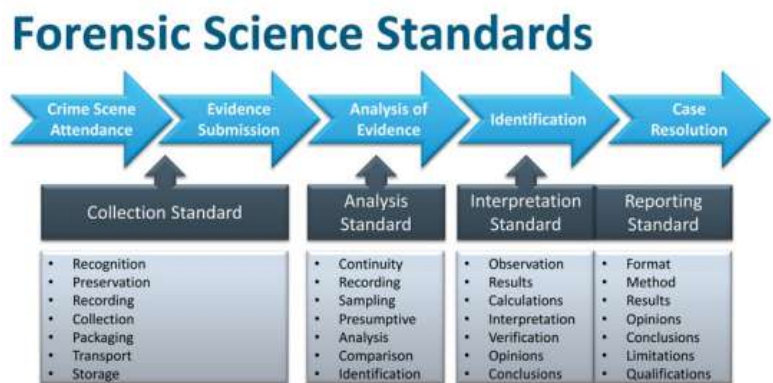 Forensic Science Standards
Crime Scene
Attendance
Evidence
Submission
Analysis of
Evidence
Identification
Case
Resolution
Collection Standard
• Recognition
• Preservation
• Recording
• Collection
• Packaging
• Transport
• Storage
Analysis
Standard
• Continuity
• Recording
• Sampling
• Presumptive
• Analysis
• Comparison
• Identification
Interpretation
Standard
• Observation
• Results
• Calculations
• Interpretation
• Verification
• Opinions
• Conclusions
Reporting
Standard
• Format
• Method
• Results
• Opinions
• Conclusions
• Limitations
• Qualifications